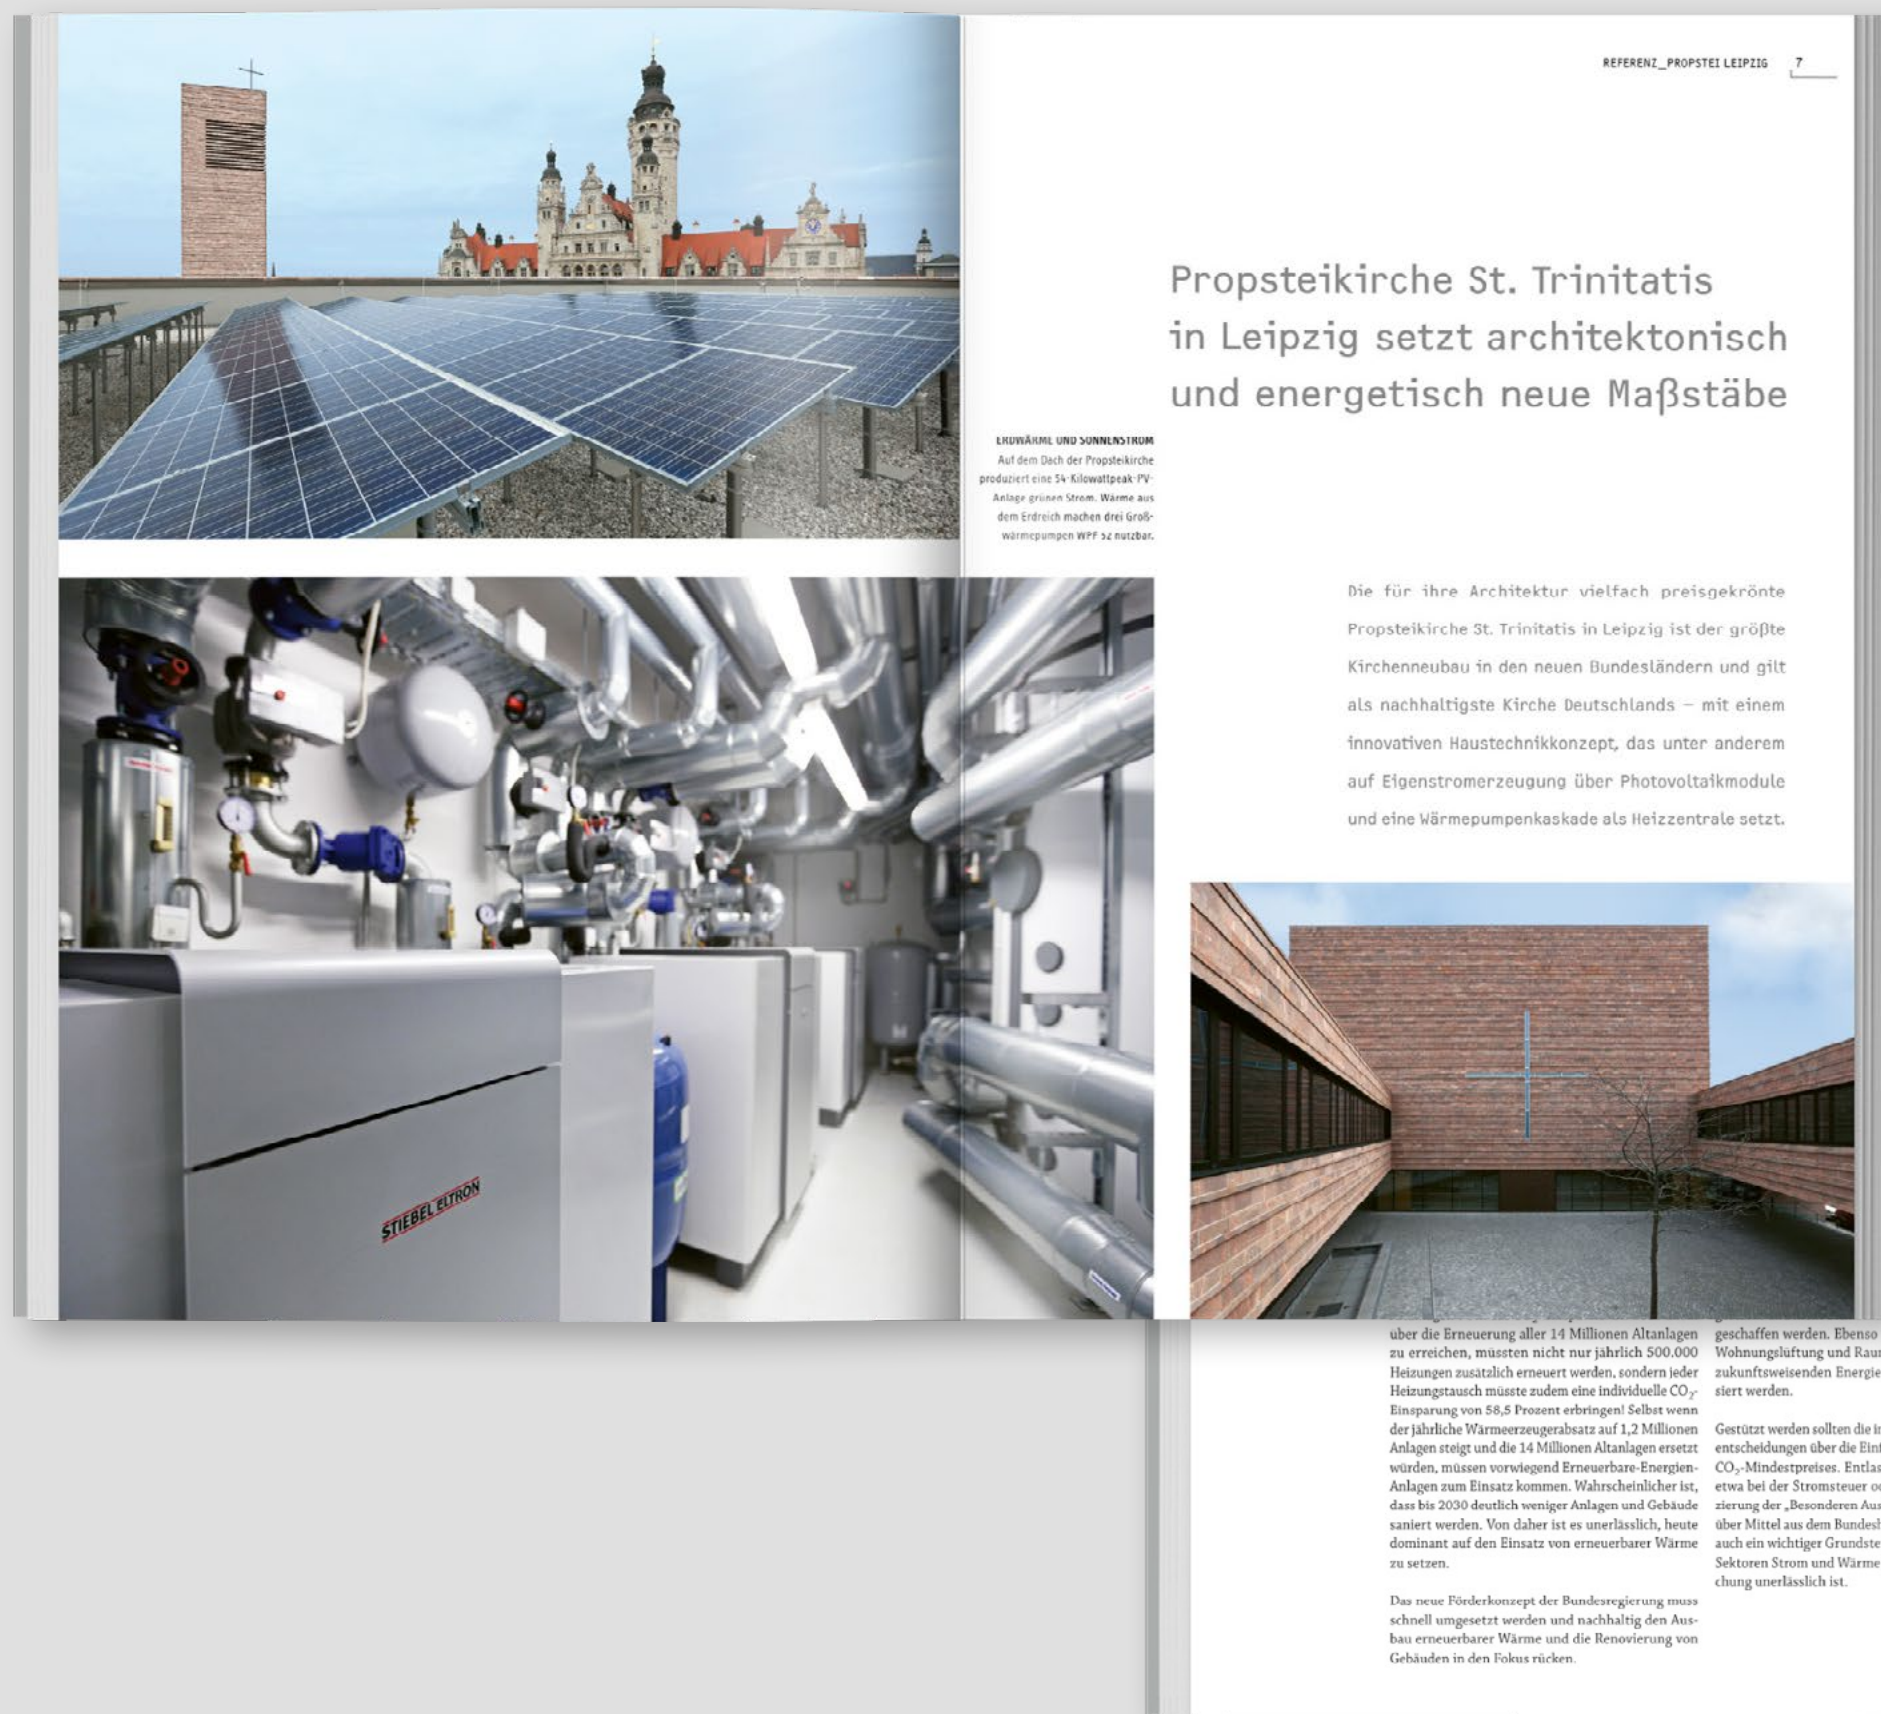 REFERENZ_PROPSTEI LEIPZIG 7
Propsteikirche St. Trinitatis
in Leipzig setzt architektonisch
und energetisch neue Maßstäbe
ERDWÄRME UND SONNENSTROM
Auf dem Dach der Propsteikirche
produziert eine 54-Kilowattpeak-PV-
Anlage grünen Strom. Wärme aus
dem Erdreich machen drei Groß-
wärmepumpen WPF 52 nutzbar.
Die für ihre Architektur vielfach preisgekrönte
Propsteikirche St. Trinitatis in Leipzig ist der größte
Kirchenneubau in den neuen Bundesländern und gilt
als nachhaltigste Kirche Deutschlands – mit einem
innovativen Haustechnikkonzept, das unter anderem
auf Eigenstromerzeugung über Photovoltaikmodule
und eine Wärmepumpenkaskade als Heizzentrale setzt.
STIEBEL ELTRON
über die Erneuerung aller 14 Millionen Altanlagen
zu erreichen, müssten nicht nur jährlich 500.000
Heizungen zusätzlich erneuert werden, sondern jeder
Heizungstausch müsste zudem eine individuelle CO₂-
Einsparung von 58,5 Prozent erbringen! Selbst wenn
der jährliche Wärmeerzeugerabsatz auf 1,2 Millionen
Anlagen steigt und die 14 Millionen Altanlagen ersetzt
würden, müssen vorwiegend Erneuerbare-Energien-
Anlagen zum Einsatz kommen. Wahrscheinlicher ist,
dass bis 2030 deutlich weniger Anlagen und Gebäude
saniert werden. Von daher ist es unerlässlich, heute
dominant auf den Einsatz von erneuerbarer Wärme
zu setzen.
Das neue Förderkonzept der Bundesregierung muss
schnell umgesetzt werden und nachhaltig den Aus-
bau erneuerbarer Wärme und die Renovierung von
Gebäuden in den Fokus rücken.
geschaffen werden. Ebenso
Wohnungslüftung und Raum
zukunftsweisenden Energie
siert werden.
Gestützt werden sollten die in
entscheidungen über die Einf
CO₂-Mindestpreises. Entlas
etwa bei der Stromsteuer od
zierung der „Besonderen Aus
über Mittel aus dem Bundesh
auch ein wichtiger Grundste
Sektoren Strom und Wärme
chung unerlässlich ist.